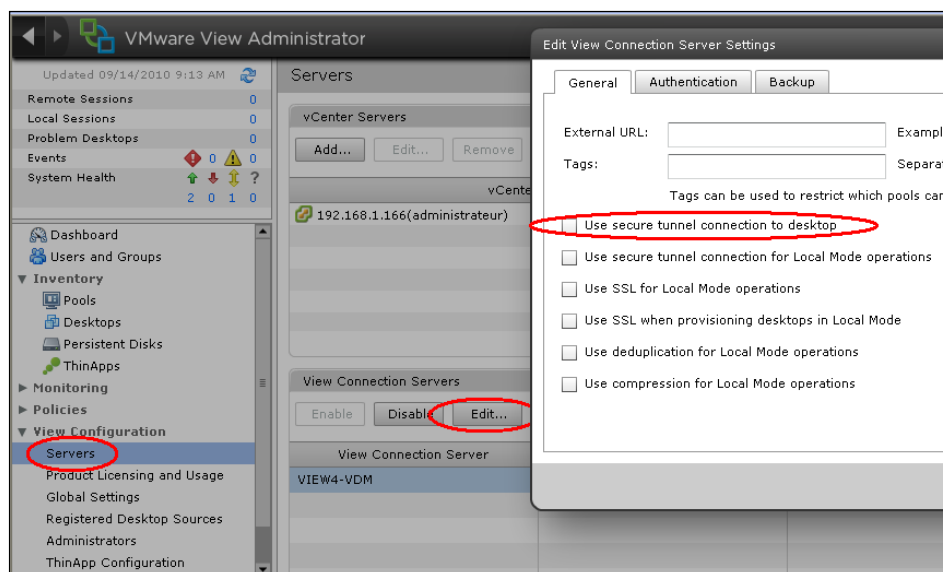 VMware View Administrator
Updated 09/14/2010 9:13 AM
Remote Sessions 0
Local Sessions 0
Problem Desktops 0
Events 0 0
System Health ?
2 0 1 0
Dashboard
Users and Groups
Inventory
Pools
Desktops
Persistent Disks
ThinApps
Monitoring
Policies
View Configuration
Servers
Product Licensing and Usage
Global Settings
Registered Desktop Sources
Administrators
ThinApp Configuration
Servers
vCenter Servers
Add... Edit... Remove
vCente
192.168.1.166(administrateur)
View Connection Servers
Enable Disable Edit...
View Connection Server
VIEW4-VDM
Edit View Connection Server Settings
General Authentication Backup
External URL: Exampl
Tags: Separat
Tags can be used to restrict which pools car
Use secure tunnel connection to desktop
Use secure tunnel connection for Local Mode operations
Use SSL for Local Mode operations
Use SSL when provisioning desktops in Local Mode
Use deduplication for Local Mode operations
Use compression for Local Mode operations